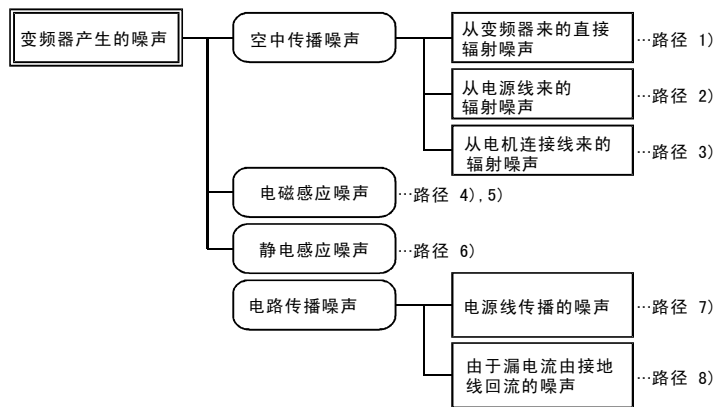 变频器产生的噪声
空中传播噪声
从变频器来的直接
辐射噪声
…路径 1)
从电源线来的
辐射噪声
…路径 2)
从电机连接线来的
辐射噪声
…路径 3)
电磁感应噪声
…路径 4),5)
静电感应噪声
…路径 6)
电路传播噪声
电源线传播的噪声
…路径 7)
由于漏电流由接地
线回流的噪声
…路径 8)